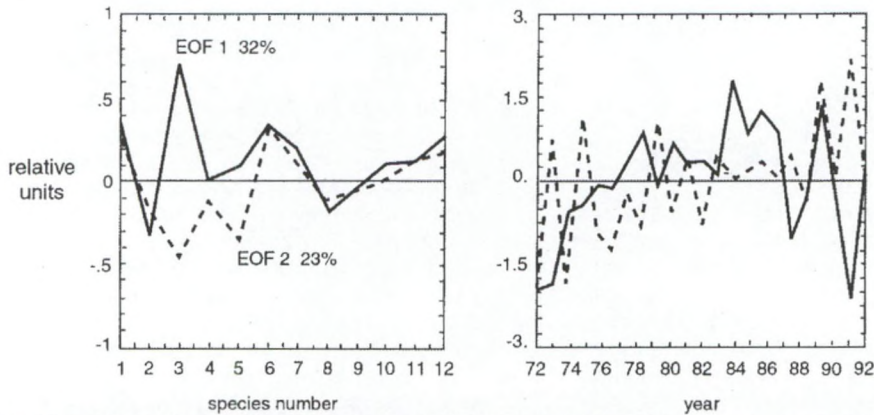 1
EOF 1 32%
.5
relative
units
0
-.5
EOF 2 23%
-1
1 2 3 4 5 6 7 8 9 10 11 12
species number
3.
1.5
0.
-1.5
-3.
72 74 76 78 80 82 84 86 88 90 92
year